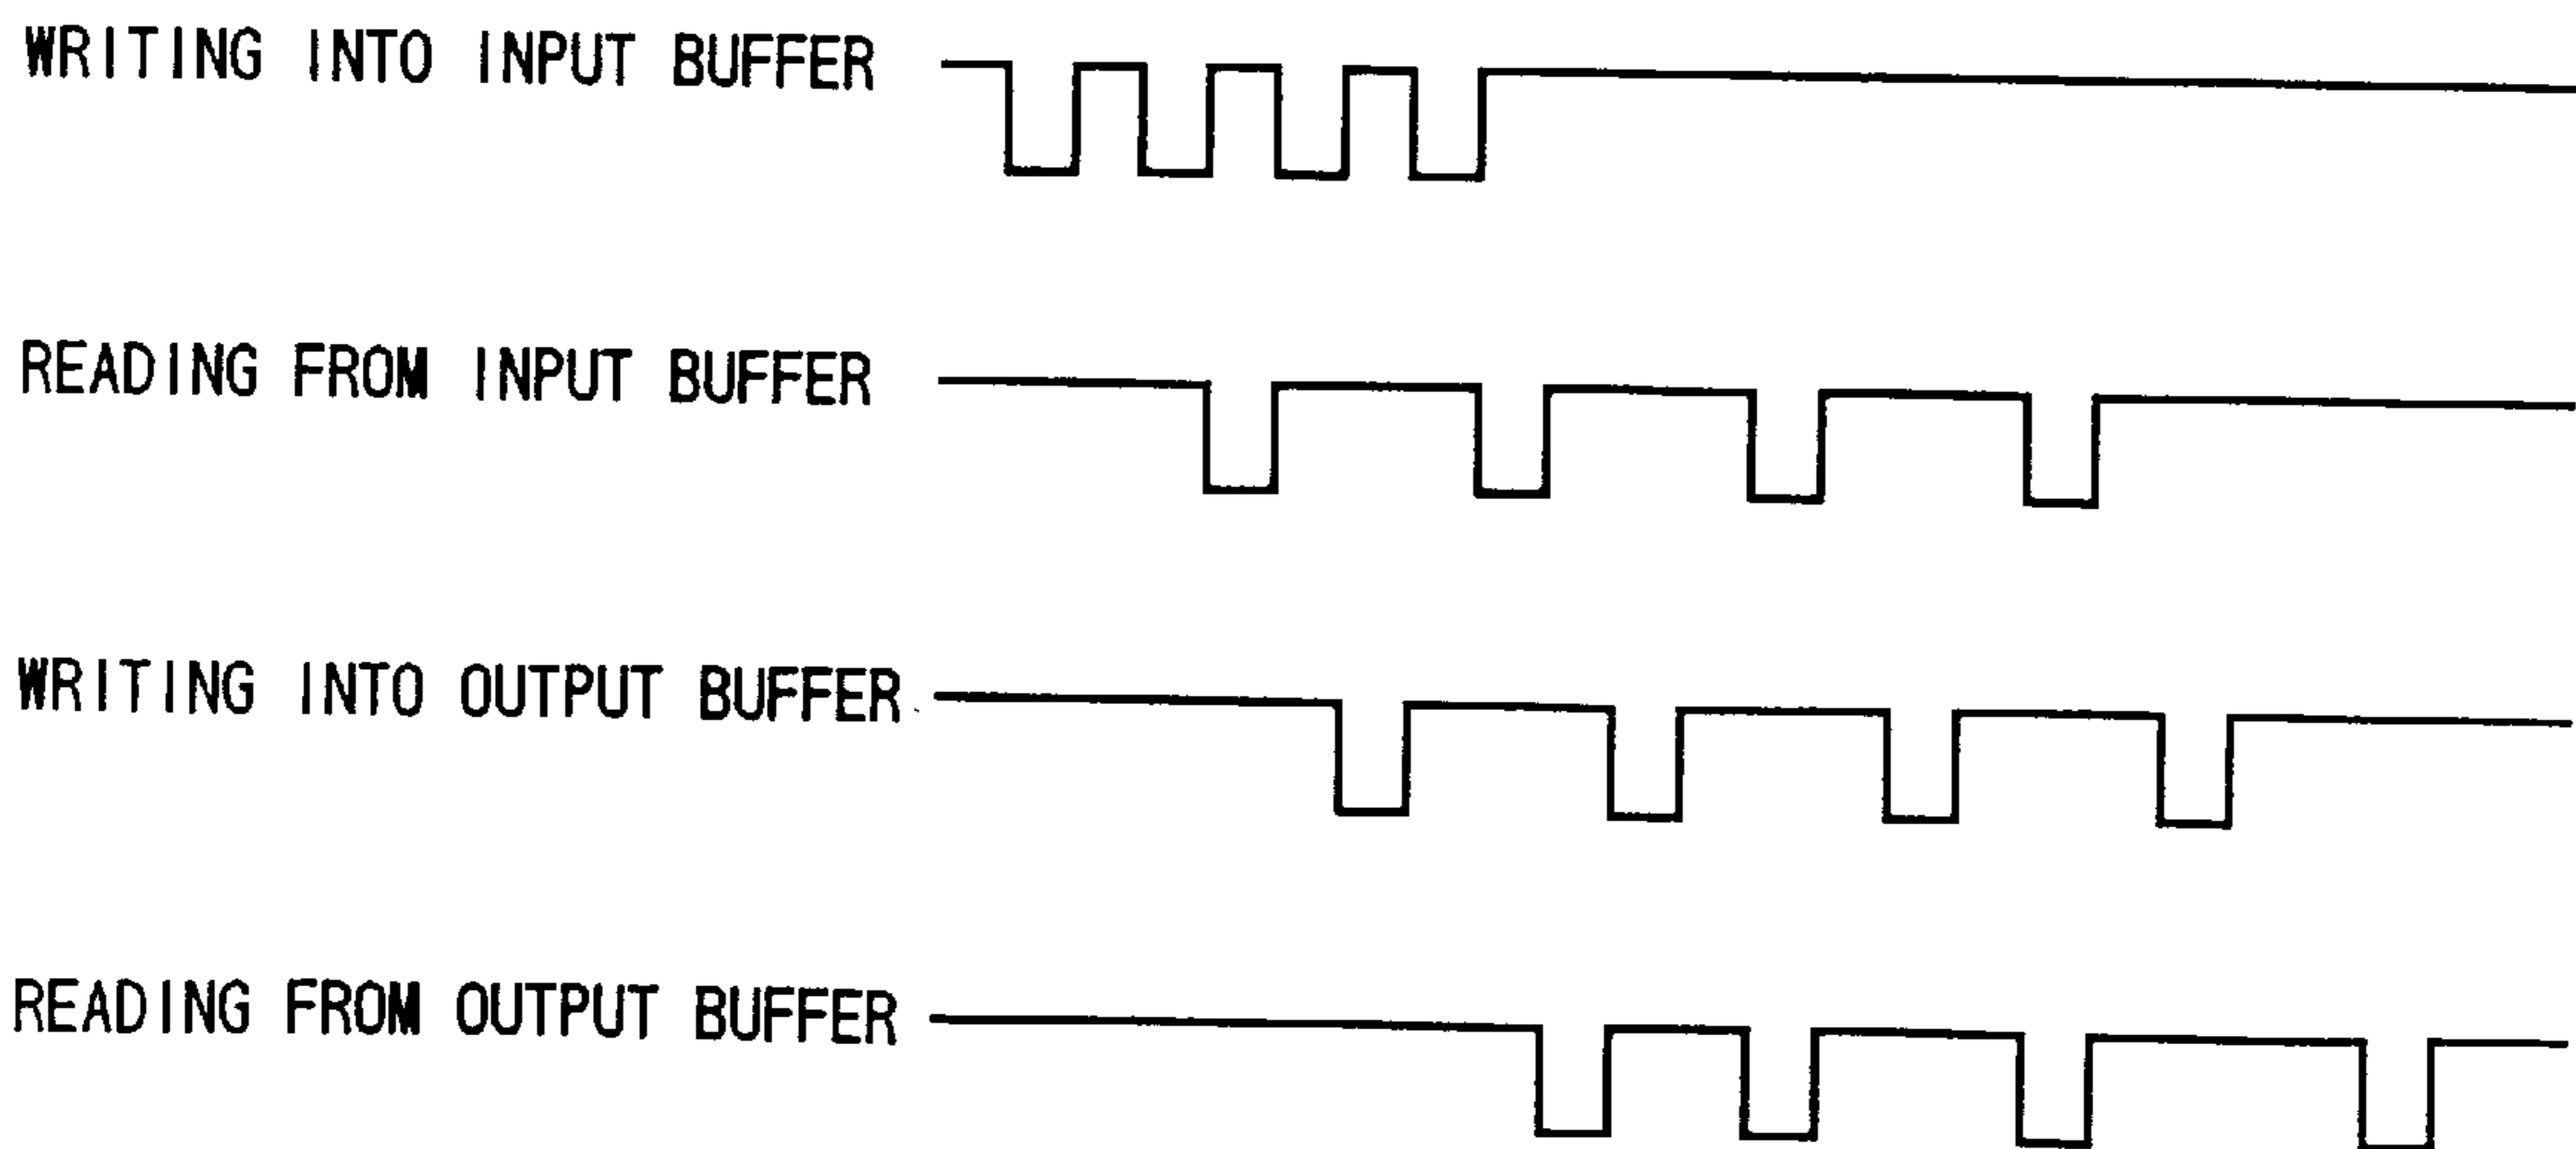 WRITING INTO INPUT BUFFER
READING FROM INPUT BUFFER
WRITING INTO OUTPUT BUFFER
READING FROM OUTPUT BUFFER